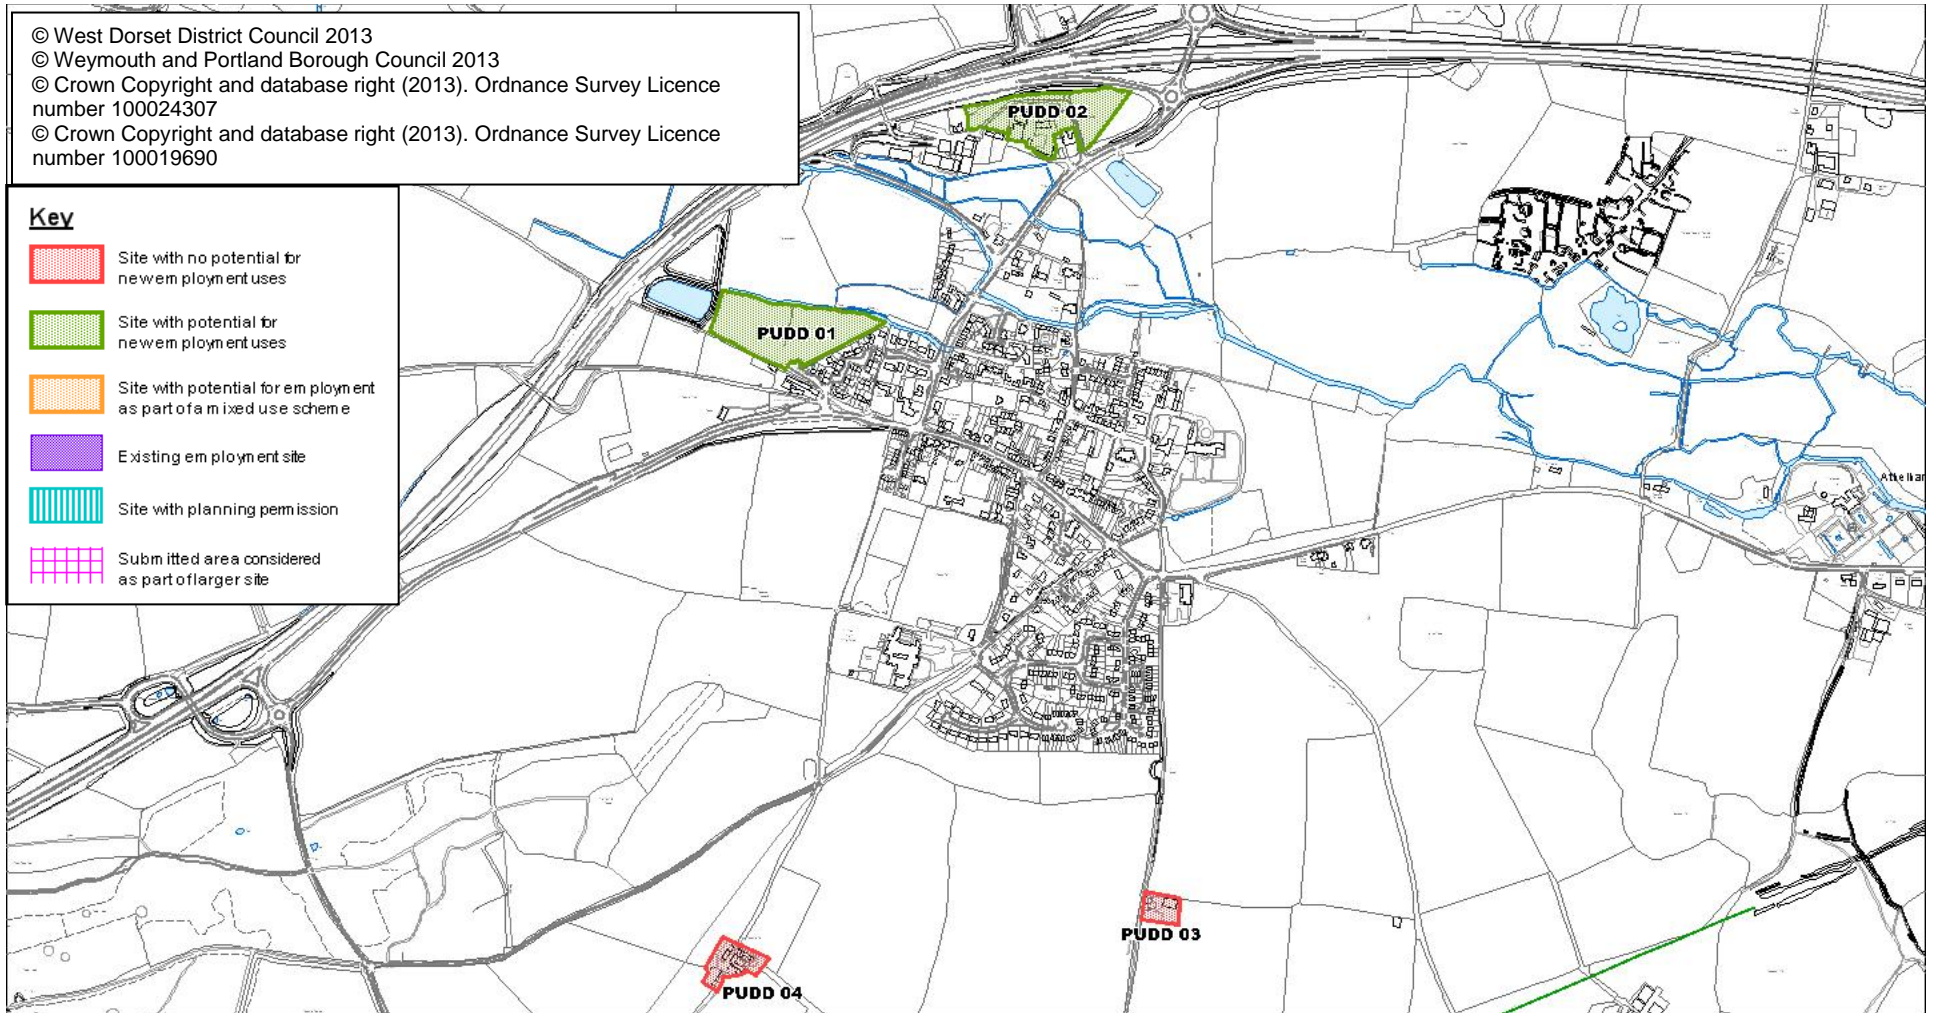 © West Dorset District Council 2013
© Weymouth and Portland Borough Council 2013
© Crown Copyright and database right (2013). Ordnance Survey Licence
number 100024307
© Crown Copyright and database right (2013). Ordnance Survey Licence
number 100019690
Key
Site with no potential for
new employment uses
Site with potential for
new employment uses
Site with potential for employment
as part of a mixed use scheme
Existing employment site
Site with planning permission
Submitted area considered
as part of larger site
PUDD 02
PUDD 01
PUDD 03
PUDD 04